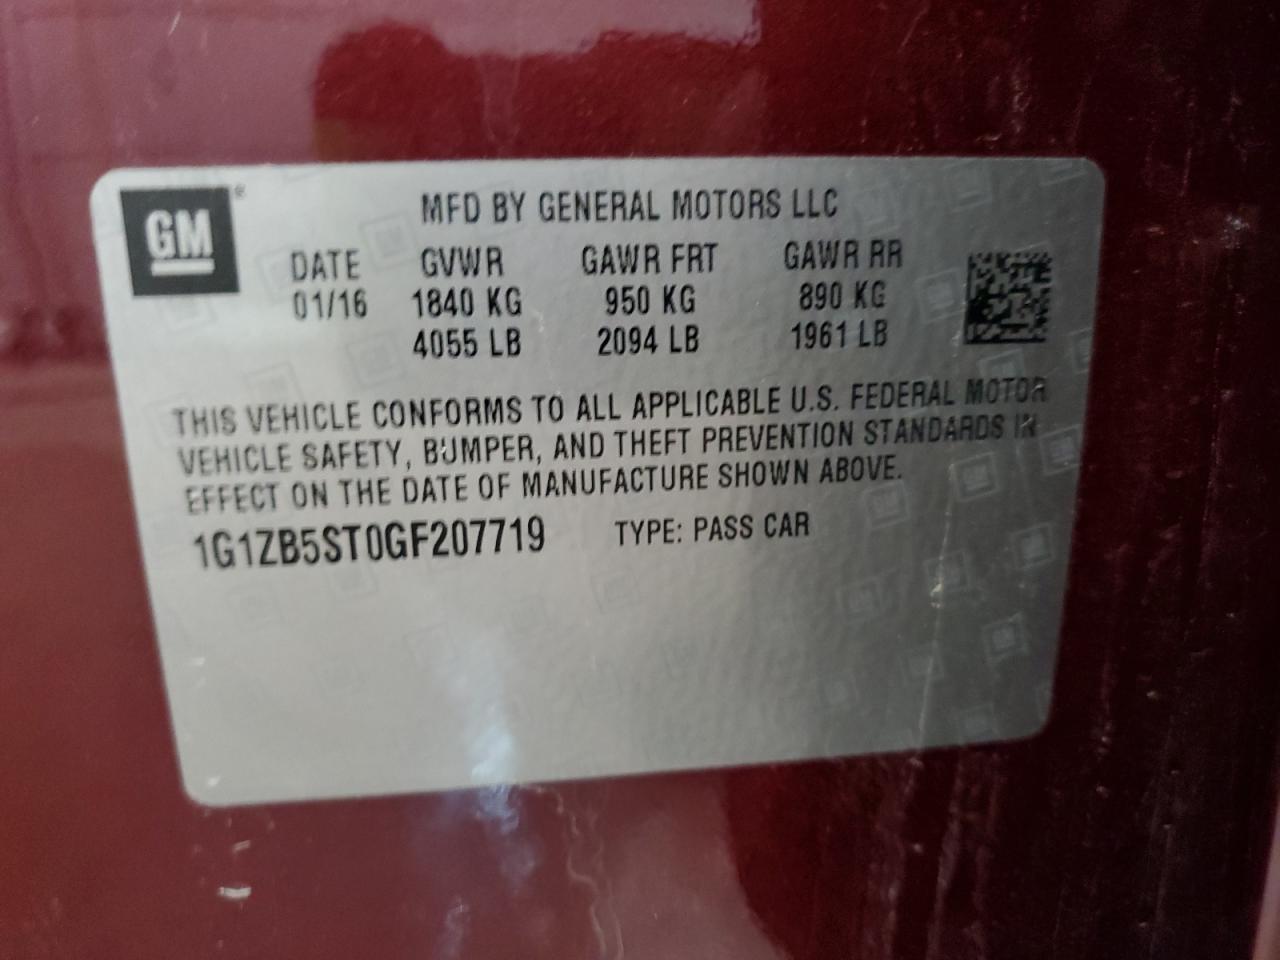 GM®
MFD BY GENERAL MOTORS LLC
DATE GVWR GAWR FRT GAWR RR
01/16 1840 KG 950 KG 890 KG
4055 LB 2094 LB 1961 LB
THIS VEHICLE CONFORMS TO ALL APPLICABLE U.S. FEDERAL MOTOR
VEHICLE SAFETY, BUMPER, AND THEFT PREVENTION STANDARDS IN
EFFECT ON THE DATE OF MANUFACTURE SHOWN ABOVE.
1G1ZB5ST0GF207719 TYPE: PASS CAR